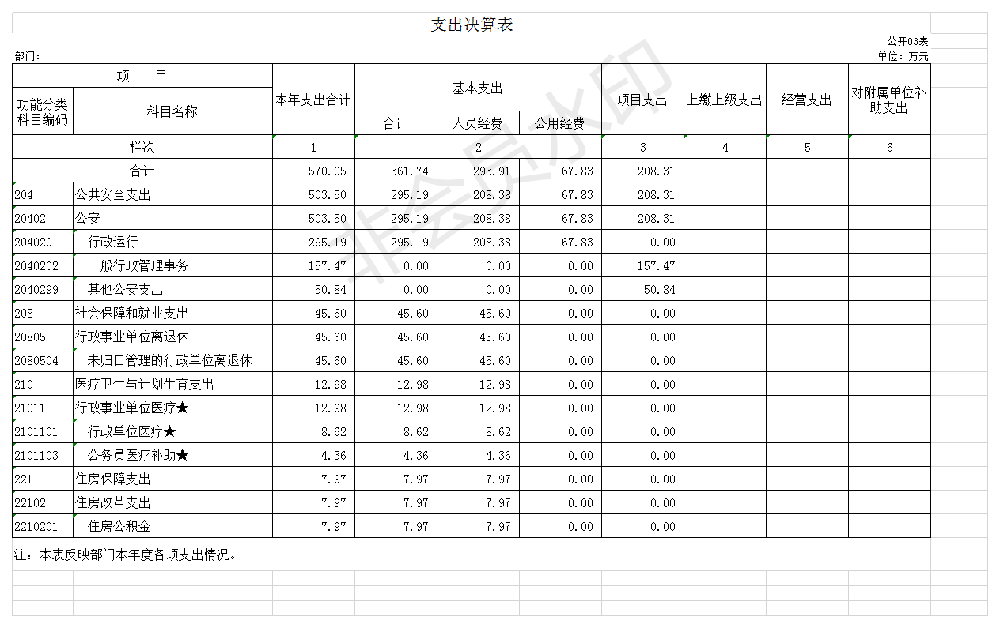 支出决算表
公开03表
部门： 单位：万元
项 目 本年支出合计 基本支出 项目支出 上缴上级支出 经营支出 对附属单位补助支出
功能分类科目编码 科目名称 合计 人员经费 公用经费
栏次 1 2 3 4 5 6
合计 570.05 361.74 293.91 67.83 208.31
204 公共安全支出 503.50 295.19 208.38 67.83 208.31
20402 公安 503.50 295.19 208.38 67.83 208.31
2040201 行政运行 295.19 295.19 208.38 67.83 0.00
2040202 一般行政管理事务 157.47 0.00 0.00 0.00 157.47
2040299 其他公安支出 50.84 0.00 0.00 0.00 50.84
208 社会保障和就业支出 45.60 45.60 45.60 0.00 0.00
20805 行政事业单位离退休 45.60 45.60 45.60 0.00 0.00
2080504 未归口管理的行政单位离退休 45.60 45.60 45.60 0.00 0.00
210 医疗卫生与计划生育支出 12.98 12.98 12.98 0.00 0.00
21011 行政事业单位医疗★ 12.98 12.98 12.98 0.00 0.00
2101101 行政单位医疗★ 8.62 8.62 8.62 0.00 0.00
2101103 公务员医疗补助★ 4.36 4.36 4.36 0.00 0.00
221 住房保障支出 7.97 7.97 7.97 0.00 0.00
22102 住房改革支出 7.97 7.97 7.97 0.00 0.00
2210201 住房公积金 7.97 7.97 7.97 0.00 0.00
注：本表反映部门本年度各项支出情况。
非会员水印